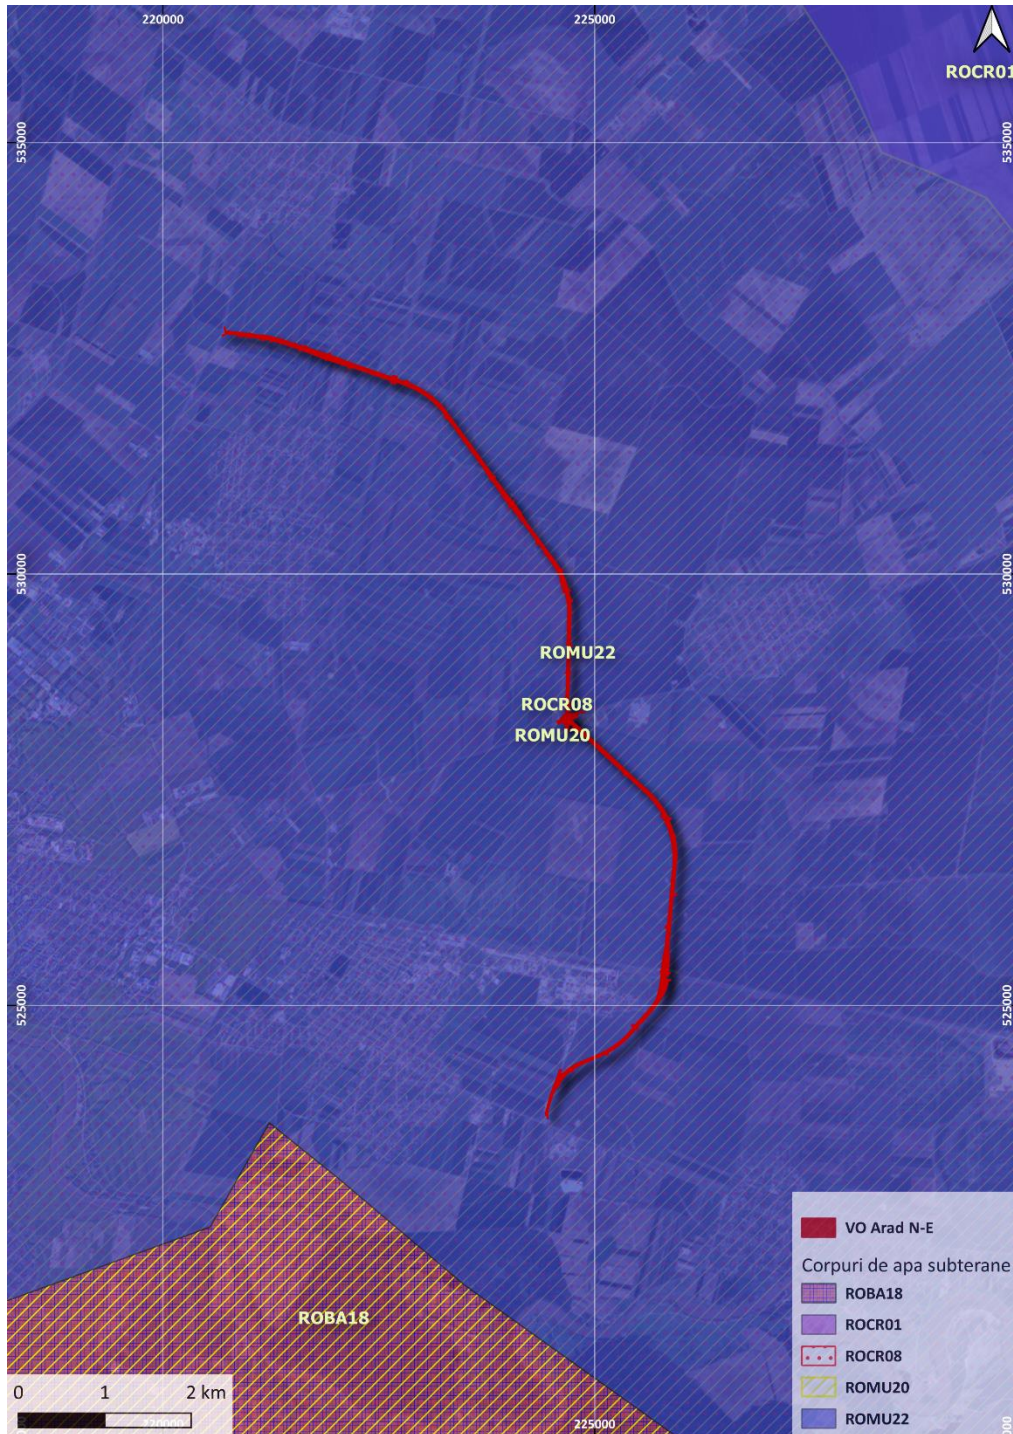 220000
225000
ROCR01
535000
535000
530000
530000
ROMU22
ROCR08
ROMU20
525000
525000
VO Arad N-E
Corpuri de apa subterane
ROBA18
ROCR01
ROCR08
ROMU20
ROMU22
ROBA18
0 1 2 km
220000
225000